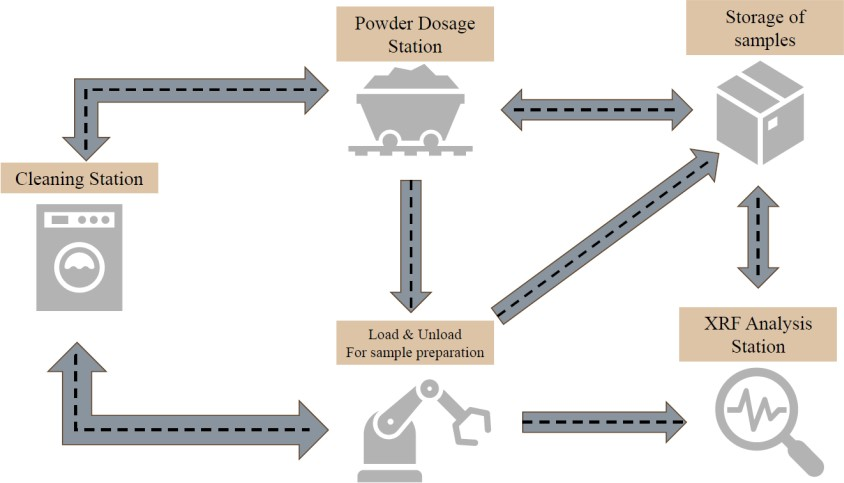 Powder Dosage
Station
Storage of
samples
Cleaning Station
Load & Unload
For sample preparation
XRF Analysis
Station